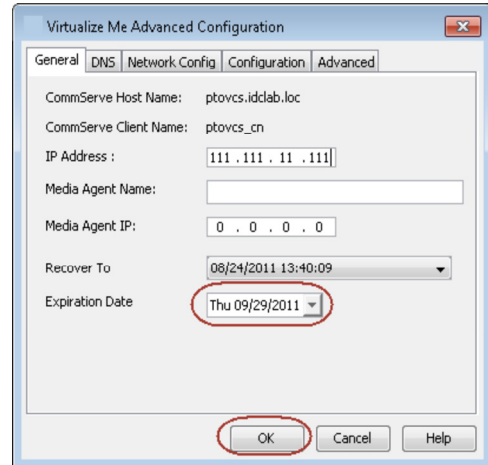 Virtualize Me Advanced Configuration
General DNS Network Config Configuration Advanced
CommServe Host Name: ptovcs.idclab.loc
CommServe Client Name: ptovcs_cn
IP Address : 111 .111 . 11 .111
Media Agent Name:
Media Agent IP: 0 . 0 . 0 . 0
Recover To 08/24/2011 13:40:09
Expiration Date Thu 09/29/2011
OK Cancel Help